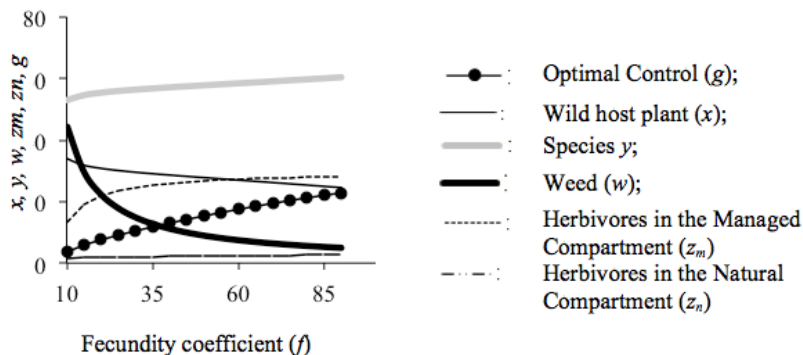 80
0
0
0
0
x, y, w, zm, zn, g
10 35 60 85
Fecundity coefficient (f)
: Optimal Control (g);
: Wild host plant (x);
: Species y;
: Weed (w);
: Herbivores in the Managed
Compartment (zm)
: Herbivores in the Natural
Compartment (zn)